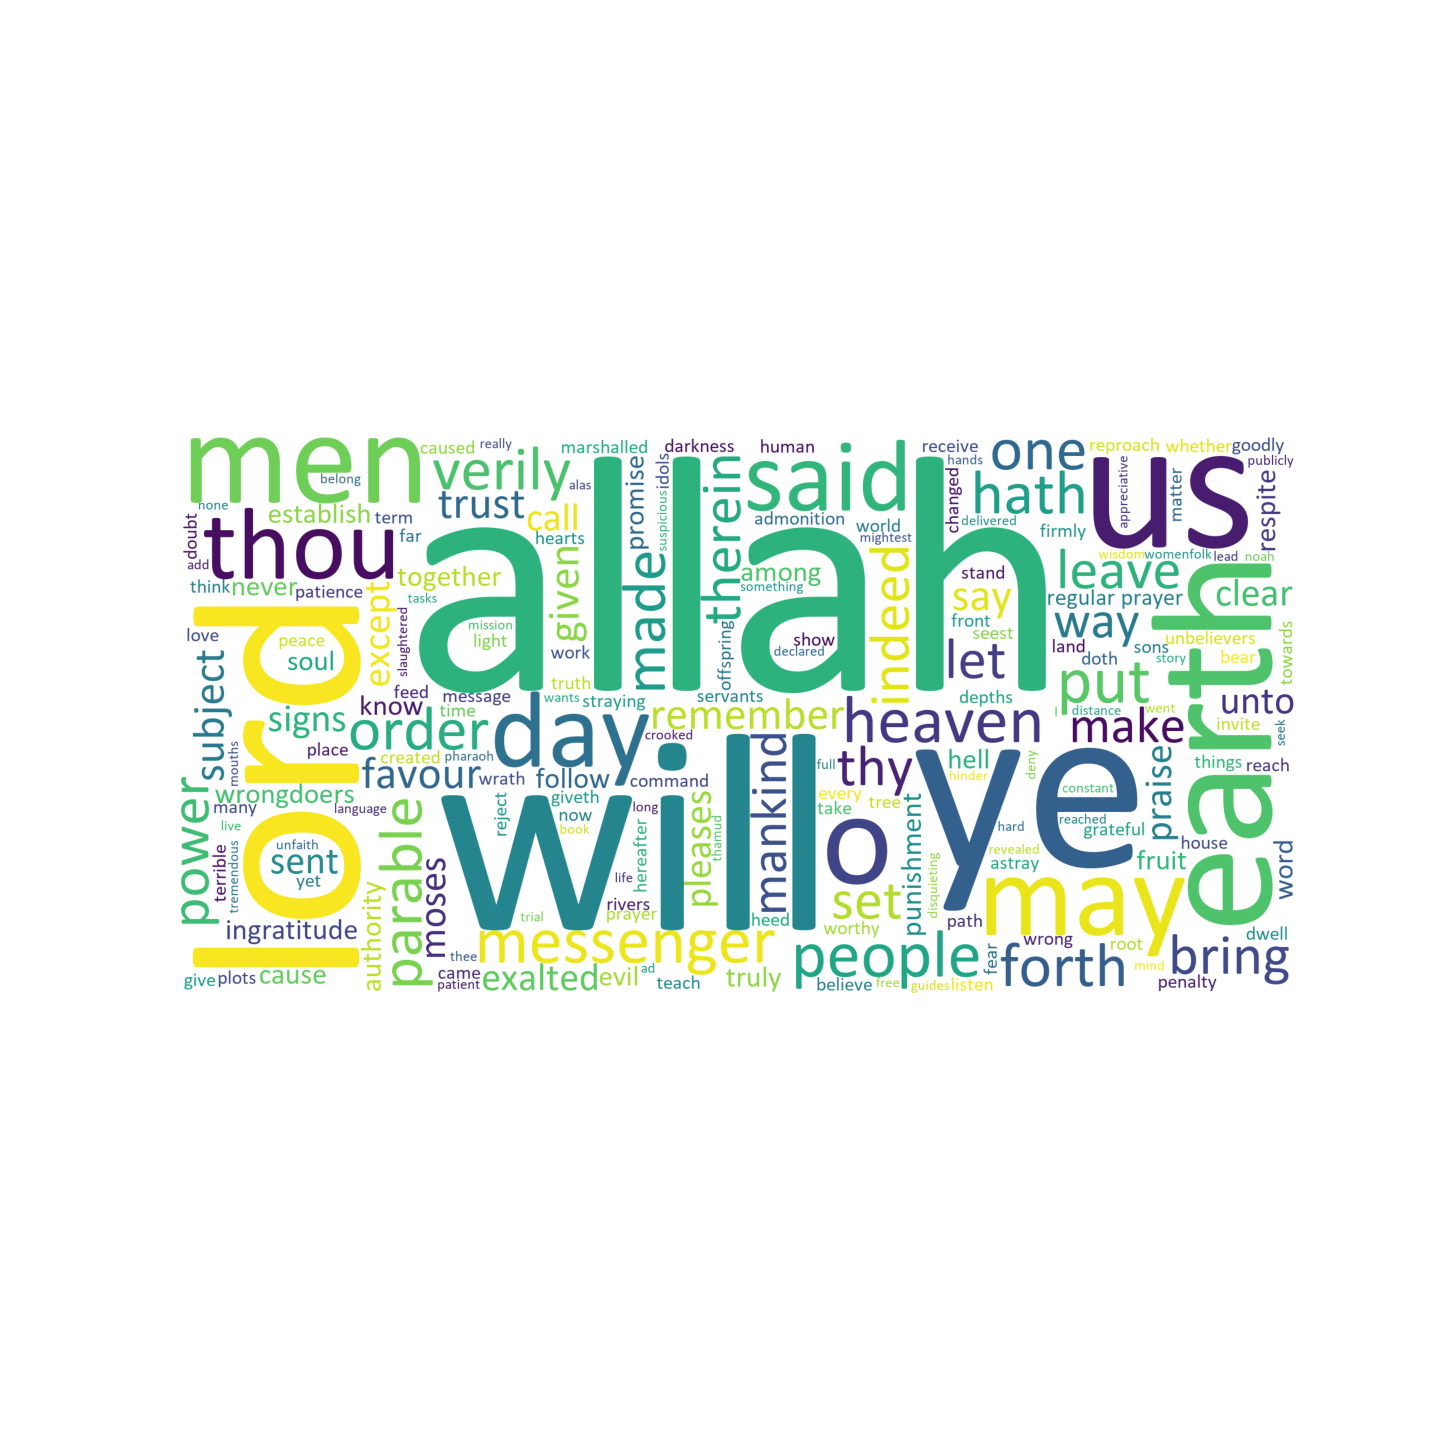 men
caused
really
marshalled
darkness
human
said
receive
one
reproach
whether
goodly
belong
verily
alas
promise
idols
therein
hands
hath
us
appreciative
publicly
none
establish
term
trust
call
hearts
suspicious
admonition
world
mightest
changed
delivered
firmly
matter
respite
doubt
add
thou
far
allah
wisdom
womenfolk
lead
noah
think
never
patience
together
tasks
given
made
among
something
indeed
stand
say
leave
regular prayer
clear
love
peace
soul
except
slaughtered
mission
light
work
offspring
show
declared
front
seest
let
way
land
doth
sons
story
unbelievers
bear
towards
lord
subject
signs
know
feed
message
time
truth
wants
straying
servants
depths
put
l
distance
went
unto
invite
seek
earth
mouths
place
order
created
pharaoh
day
remember
crooked
heaven
make
favour
wrath
follow
command
mankind
full
thy
hell
hinder
deny
ye
constant
praise
things
reach
power
wrongdoers
many
language
live
reject
giveth
now
book
long
pleases
thamud
every
take
tree
reached
grateful
hard
revealed
astray
house
terrible
tremendous
unfaith
sent
yet
parable
moses
will
hereafter
life
rivers
prayer
trial
heed
o
set
worthy
punishment
disquieting
path
may
fruit
word
ingratitude
authority
thee
messenger
people
fear
wrong
root
forth
mind
bring
dwell
give
plots
cause
came
patient
exalted
evil
ad
teach
truly
believe
free
guides
listen
penalty